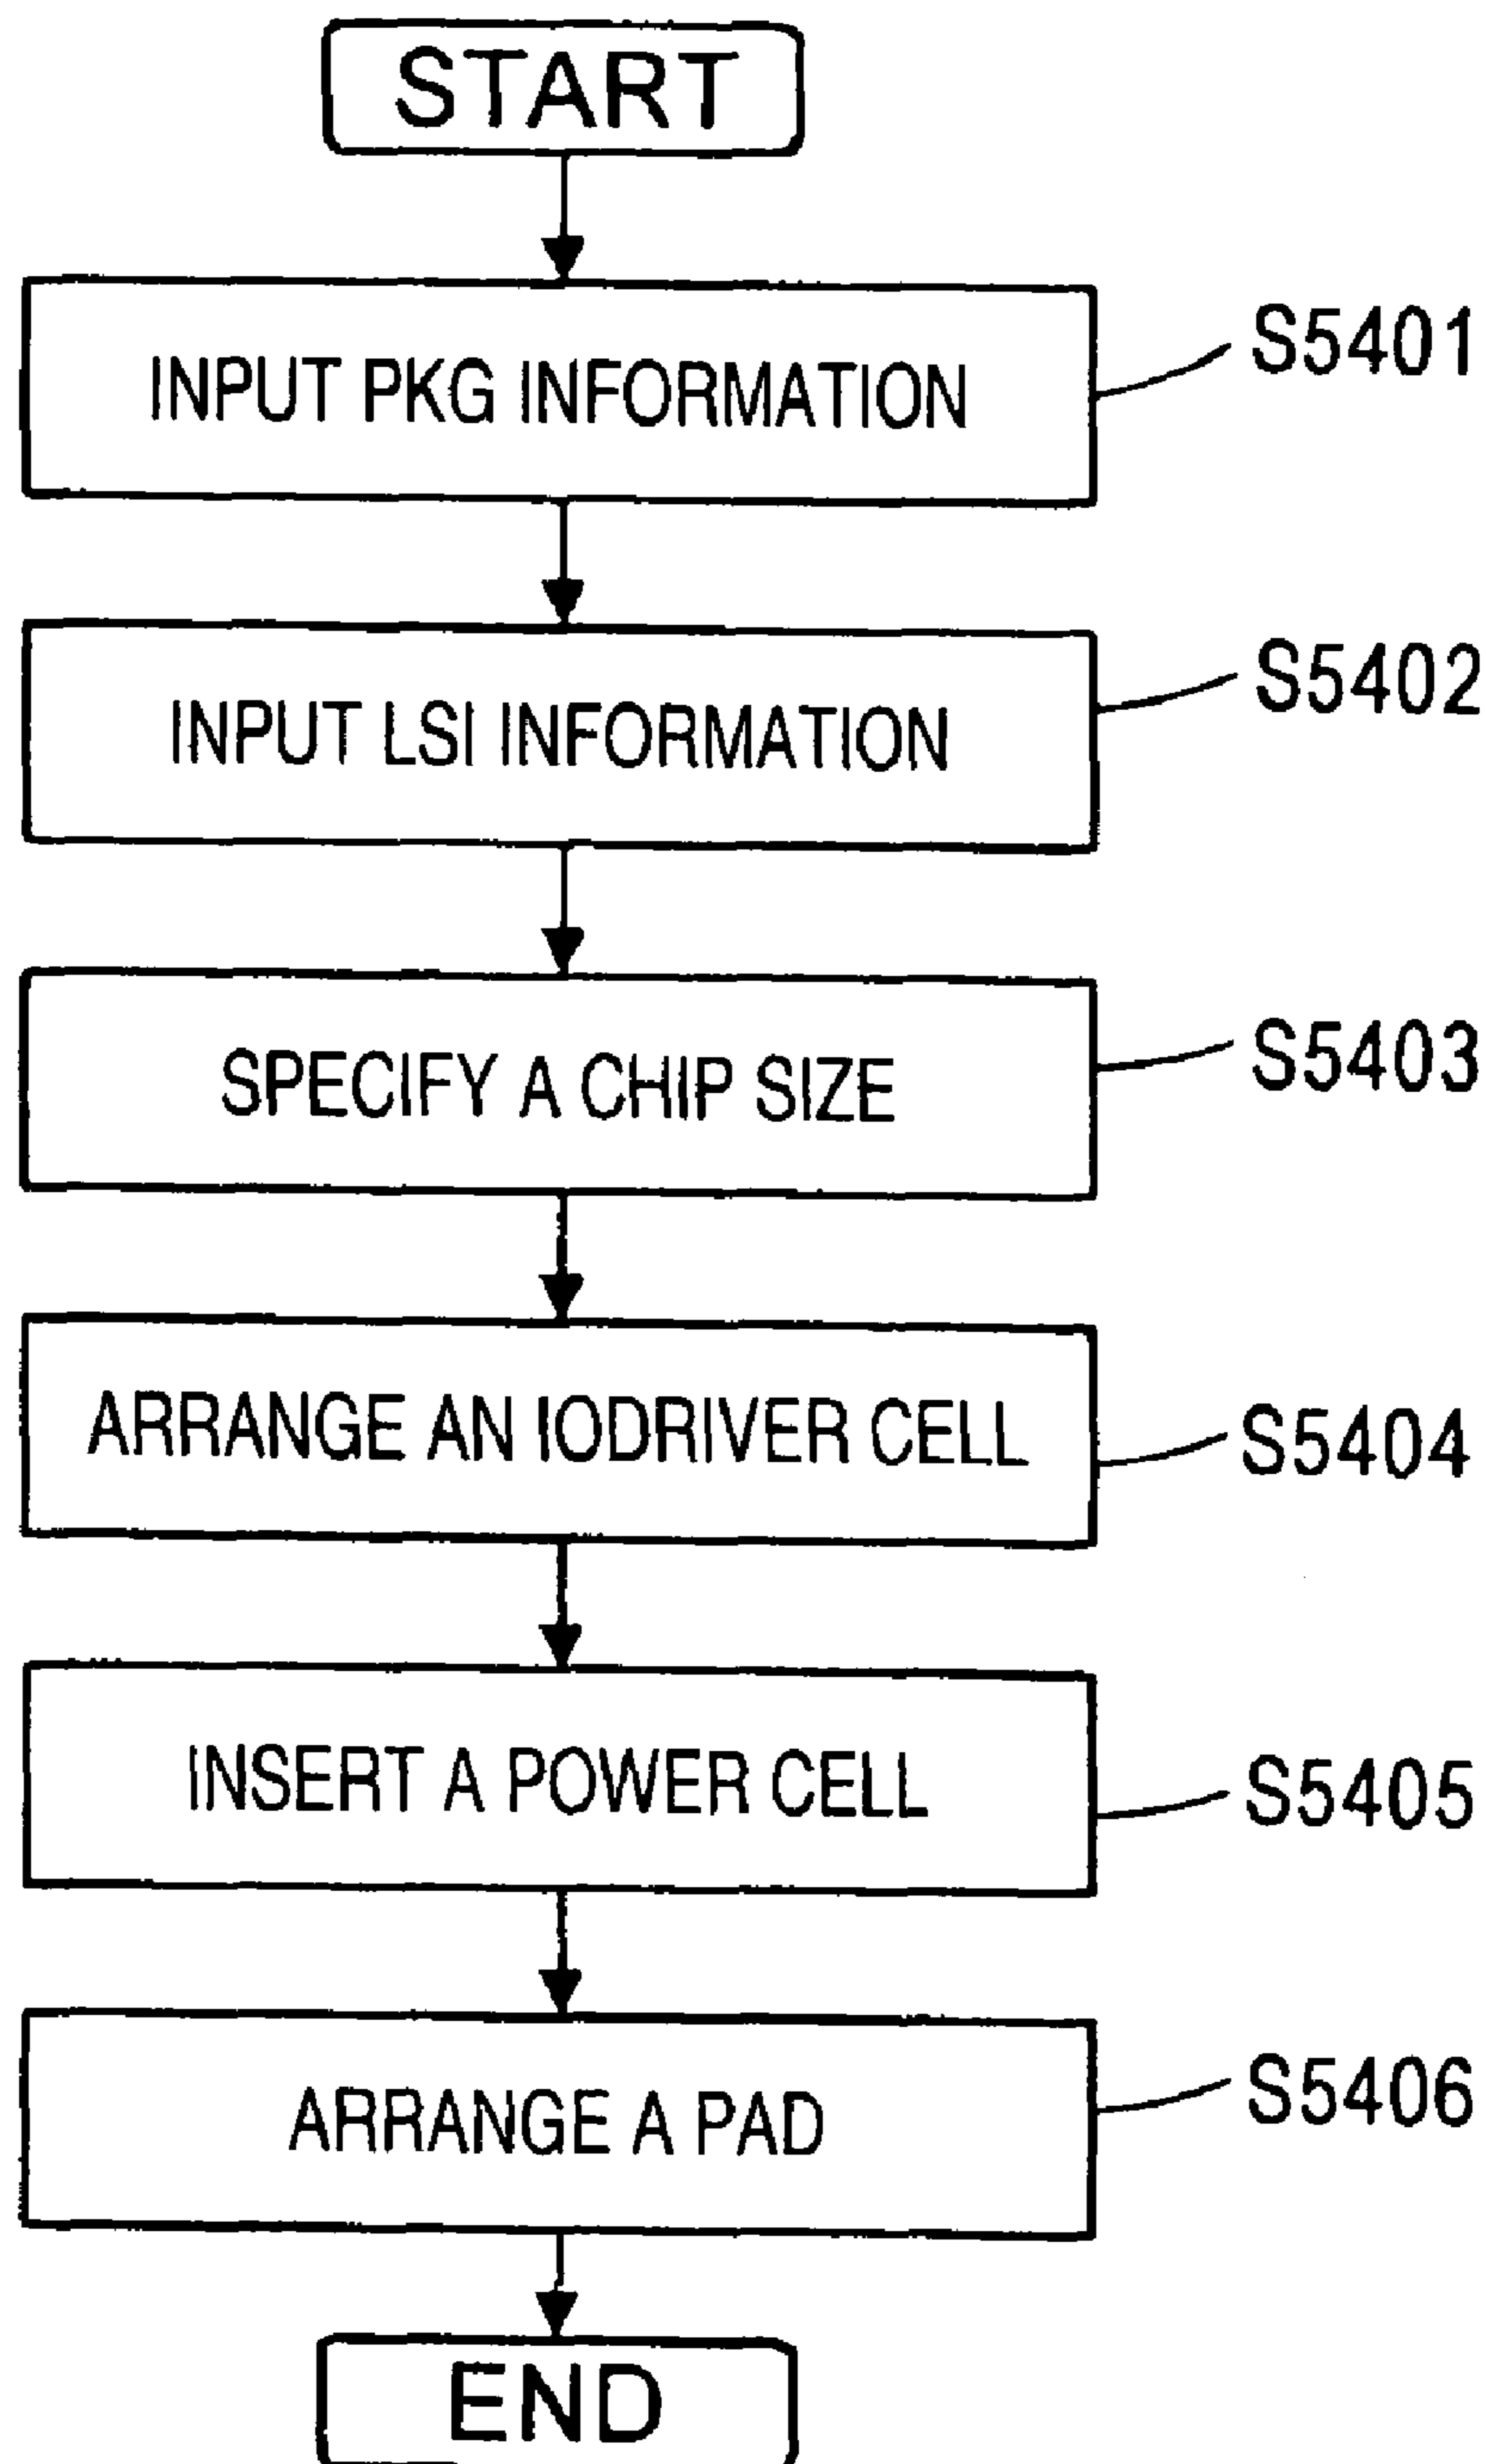 START
INPUT PKG INFORMATION
S5401
INPUT LSI INFORMATION
S5402
SPECIFY A CHIP SIZE
S5403
ARRANGE AN IODRIVER CELL
S5404
INSERT A POWER CELL
S5405
ARRANGE A PAD
S5406
END